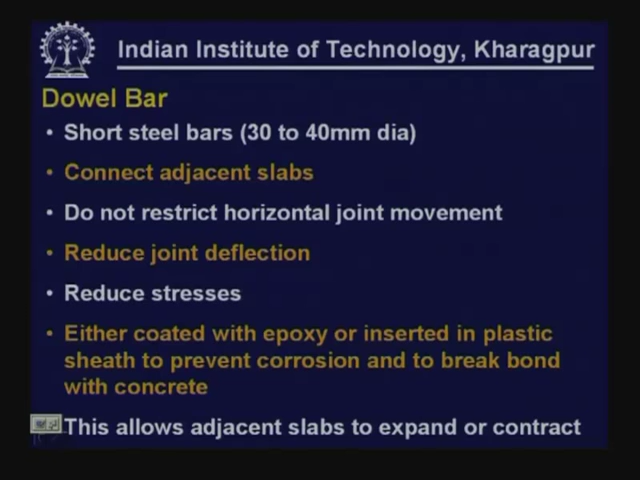 Indian Institute of Technology, Kharagpur
Dowel Bar
• Short steel bars (30 to 40mm dia)
• Connect adjacent slabs
• Do not restrict horizontal joint movement
• Reduce joint deflection
• Reduce stresses
• Either coated with epoxy or inserted in plastic
sheath to prevent corrosion and to break bond
with concrete
This allows adjacent slabs to expand or contract